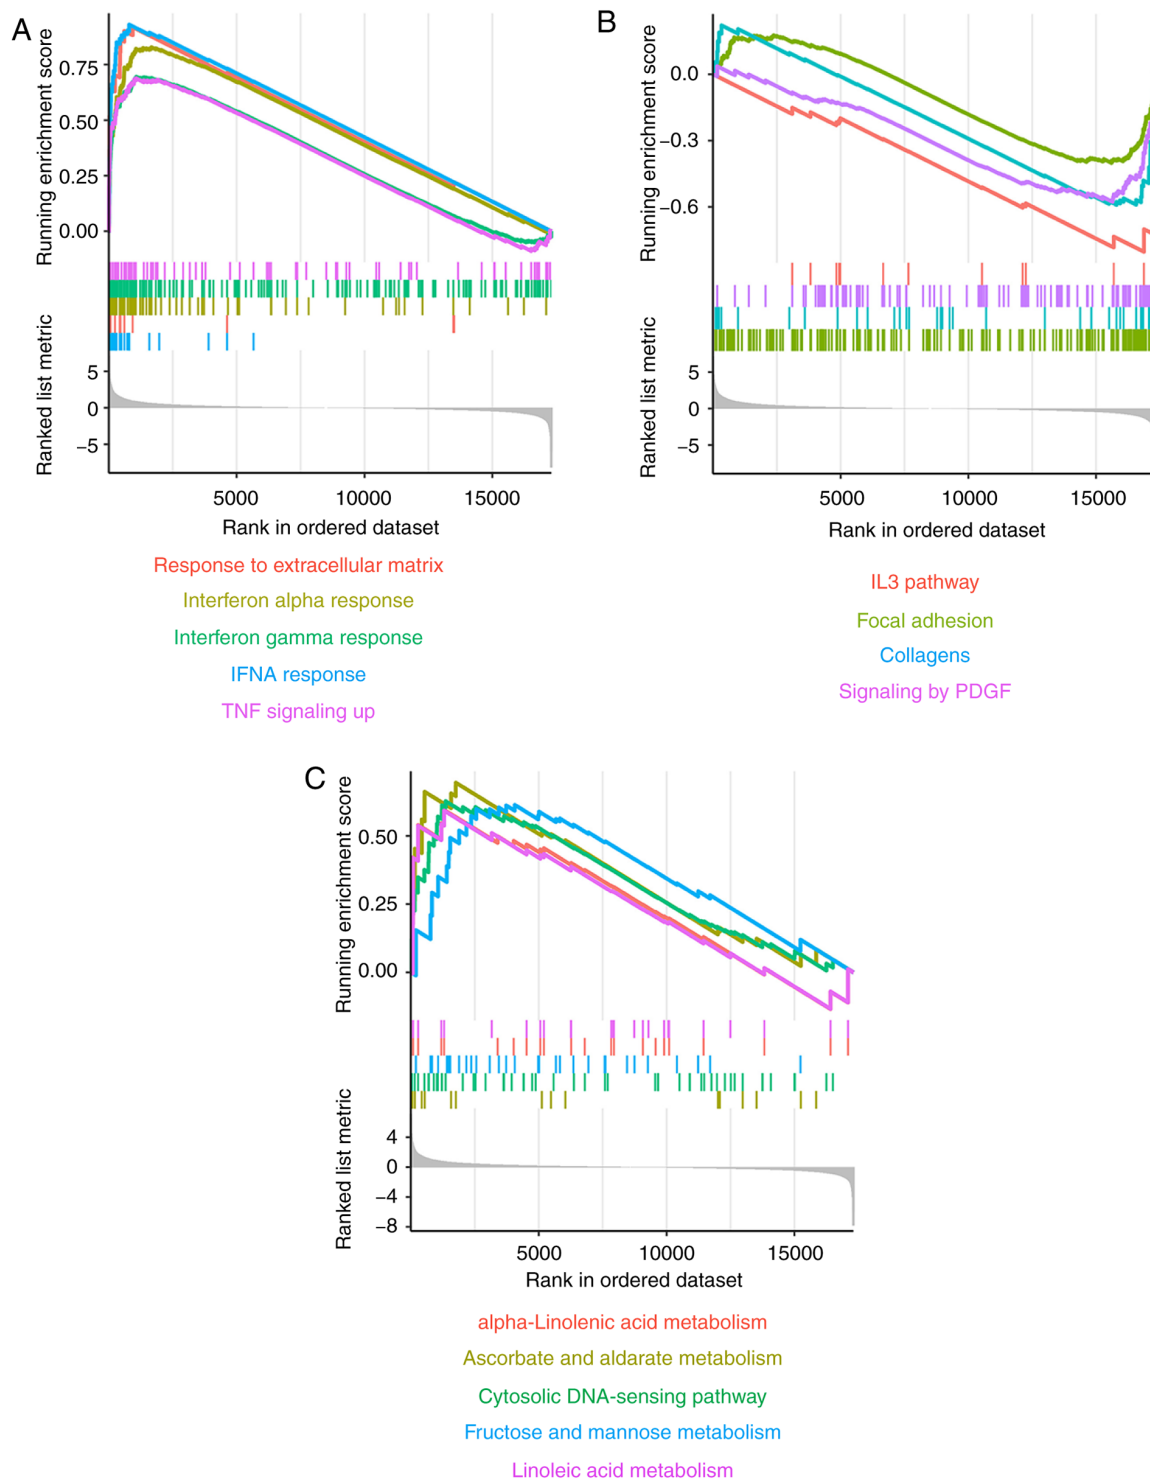 A
Running enrichment score
0.75
0.50
0.25
0.00
Ranked list metric
5
0
−5
5000 10000 15000
Rank in ordered dataset
Response to extracellular matrix
Interferon alpha response
Interferon gamma response
IFNA response
TNF signaling up
B
Running enrichment score
0.0
−0.3
−0.6
Ranked list metric
5
0
−5
5000 10000 15000
Rank in ordered dataset
IL3 pathway
Focal adhesion
Collagens
Signaling by PDGF
C
Running enrichment score
0.50
0.25
0.00
Ranked list metric
4
0
−4
−8
5000 10000 15000
Rank in ordered dataset
alpha-Linolenic acid metabolism
Ascorbate and aldarate metabolism
Cytosolic DNA-sensing pathway
Fructose and mannose metabolism
Linoleic acid metabolism